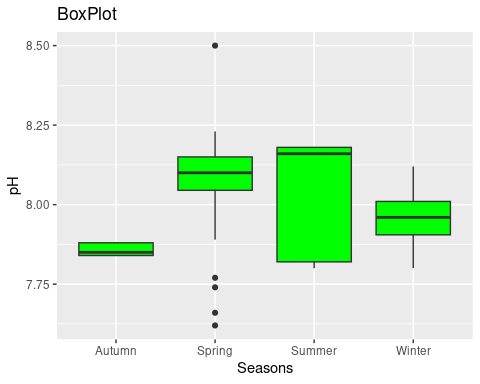 BoxPlot
8.50
8.25
8.00
7.75
pH
Autumn Spring Summer Winter
Seasons